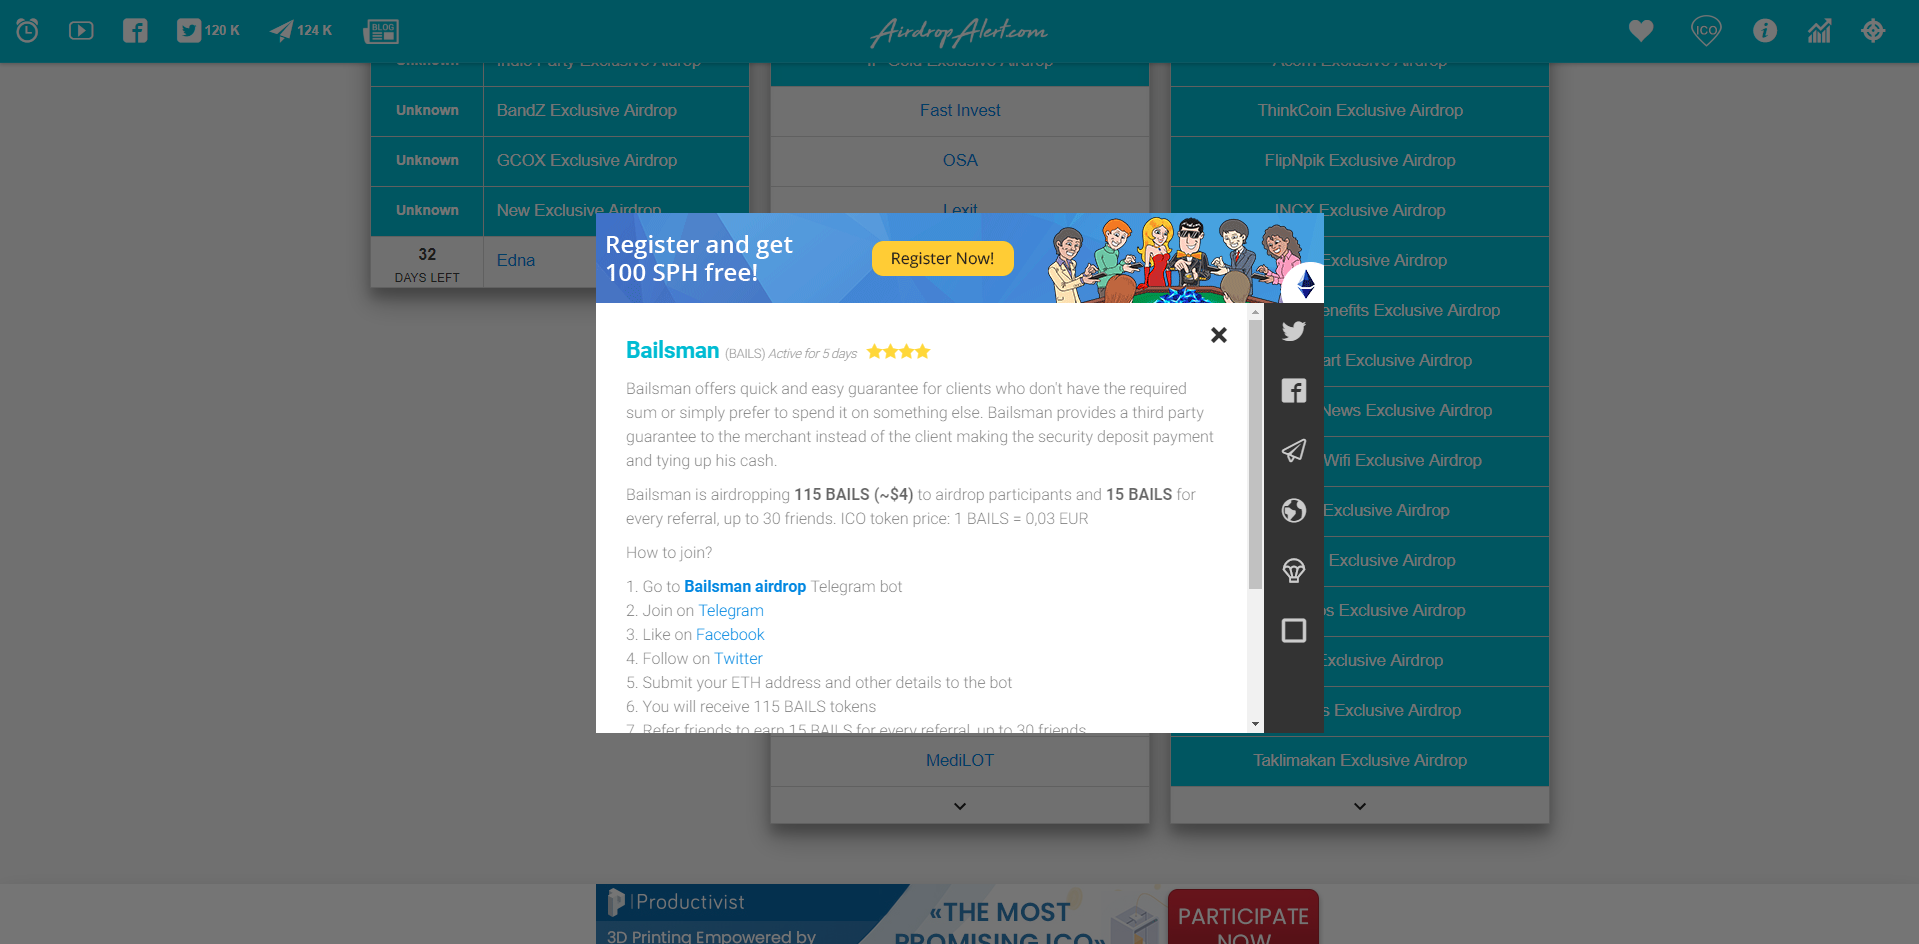 120 K
124 K
BLOG
AirdropAlert.com
ICO
Unknown
BandZ Exclusive Airdrop
Unknown
GCOX Exclusive Airdrop
Unknown
New Exclusive Airdrop
32
DAYS LEFT
Edna
Fast Invest
OSA
Lexit
ThinkCoin Exclusive Airdrop
FlipNpik Exclusive Airdrop
INCX Exclusive Airdrop
Exclusive Airdrop
enefits Exclusive Airdrop
art Exclusive Airdrop
News Exclusive Airdrop
Wifi Exclusive Airdrop
Exclusive Airdrop
Exclusive Airdrop
os Exclusive Airdrop
Exclusive Airdrop
s Exclusive Airdrop
Register and get
100 SPH free!
Register Now!
Bailsman (BAILS) Active for 5 days
Bailsman offers quick and easy guarantee for clients who don't have the required
sum or simply prefer to spend it on something else. Bailsman provides a third party
guarantee to the merchant instead of the client making the security deposit payment
and tying up his cash.
Bailsman is airdropping 115 BAILS (~$4) to airdrop participants and 15 BAILS for
every referral, up to 30 friends. ICO token price: 1 BAILS = 0,03 EUR
How to join?
1. Go to Bailsman airdrop Telegram bot
2. Join on Telegram
3. Like on Facebook
4. Follow on Twitter
5. Submit your ETH address and other details to the bot
6. You will receive 115 BAILS tokens
7. Refer friends to earn 15 BAILS for every referral, up to 30 friends
MediLOT
Taklimakan Exclusive Airdrop
Productivist
3D Printing Empowered by
«THE MOST
PROMISING ICO»
PARTICIPATE
NOW